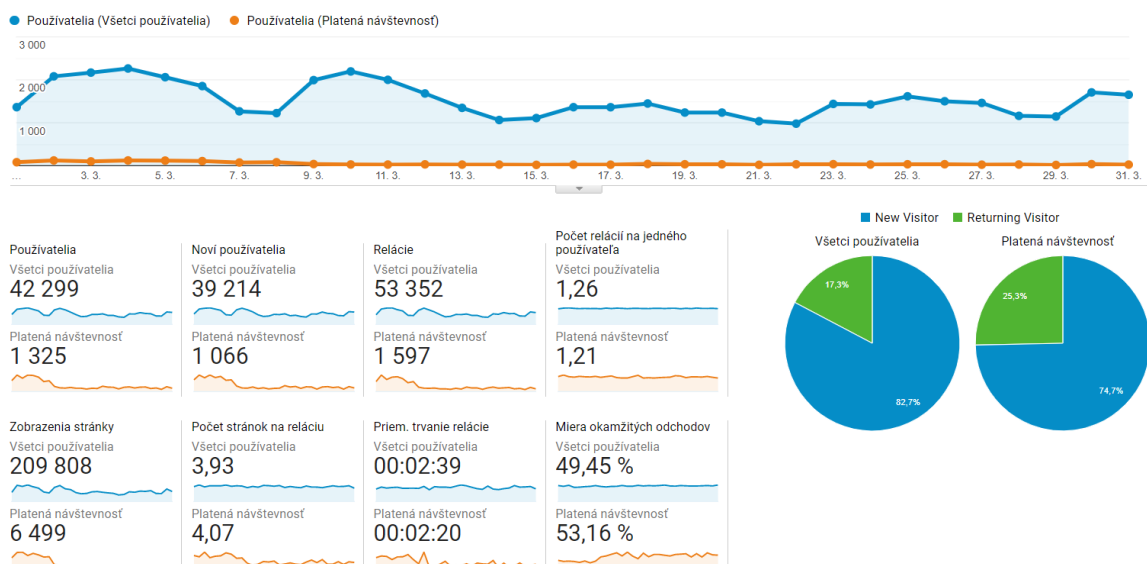 Používatelia (Všetci používatelia) Používatelia (Platená návštevnosť)
3 000
2 000
1 000
... 3. 3. 5. 3. 7. 3. 9. 3. 11. 3. 13. 3. 15. 3. 17. 3. 19. 3. 21. 3. 23. 3. 25. 3. 27. 3. 29. 3. 31. 3.
New Visitor Returning Visitor
Všetci používatelia
17,3%
82,7%
Platená návštevnosť
25,3%
74,7%
Používatelia
Všetci používatelia
42 299
Platená návštevnosť
1 325
Noví používatelia
Všetci používatelia
39 214
Platená návštevnosť
1 066
Relácie
Všetci používatelia
53 352
Platená návštevnosť
1 597
Počet relácií na jedného
používateľa
Všetci používatelia
1,26
Platená návštevnosť
1,21
Zobrazenia stránky
Všetci používatelia
209 808
Platená návštevnosť
6 499
Počet stránok na reláciu
Všetci používatelia
3,93
Platená návštevnosť
4,07
Priem. trvanie relácie
Všetci používatelia
00:02:39
Platená návštevnosť
00:02:20
Miera okamžitých odchodov
Všetci používatelia
49,45 %
Platená návštevnosť
53,16 %